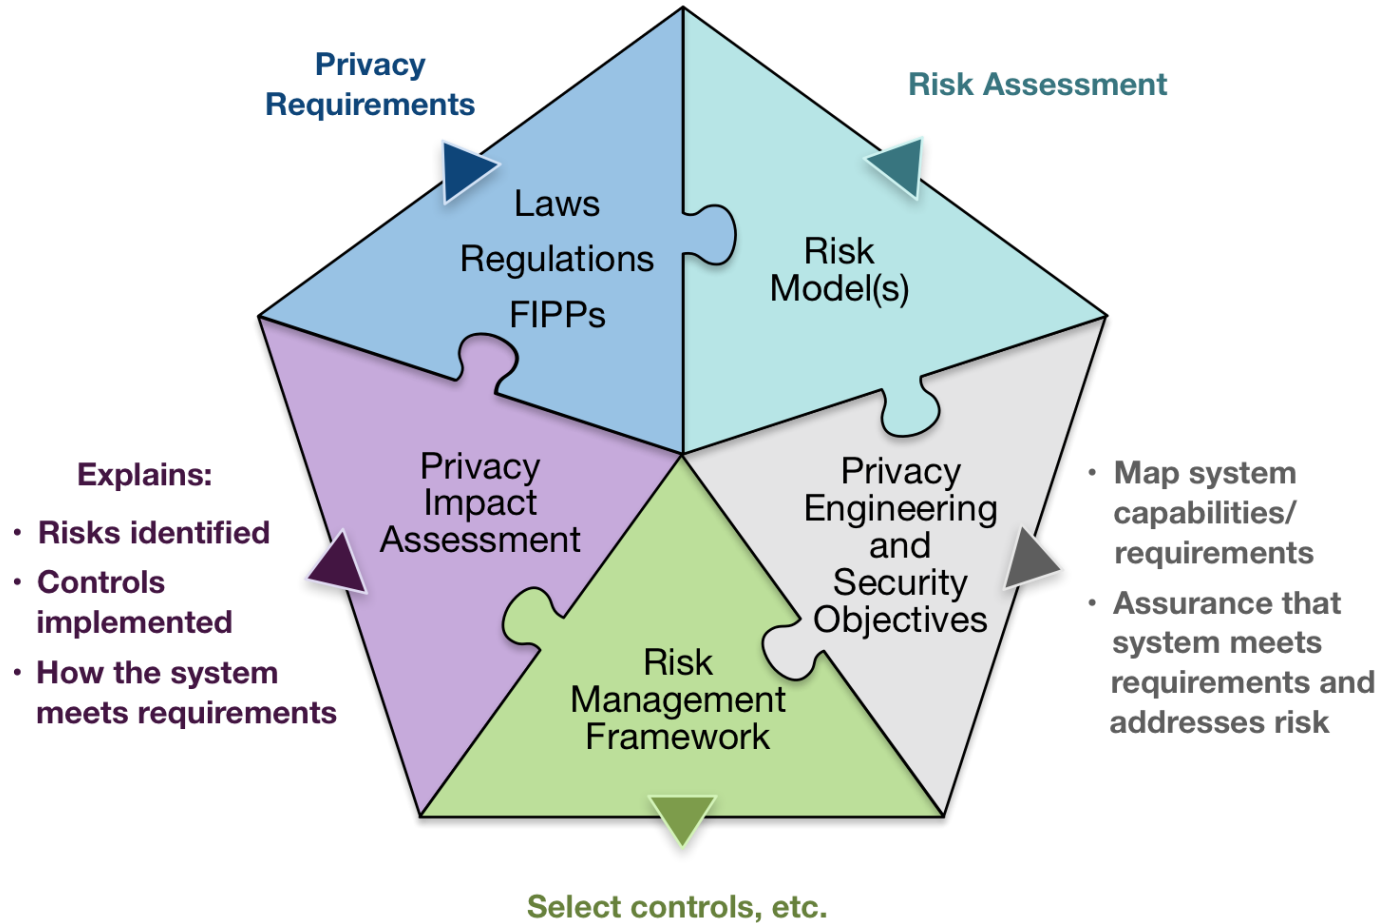 Privacy
Requirements
Risk Assessment
Laws
Regulations
FIPPs
Risk
Model(s)
Privacy
Impact
Assessment
Privacy
Engineering
and
Security
Objectives
Risk
Management
Framework
Explains:
• Risks identified
• Controls
implemented
• How the system
meets requirements
• Map system
capabilities/
requirements
• Assurance that
system meets
requirements and
addresses risk
Select controls, etc.